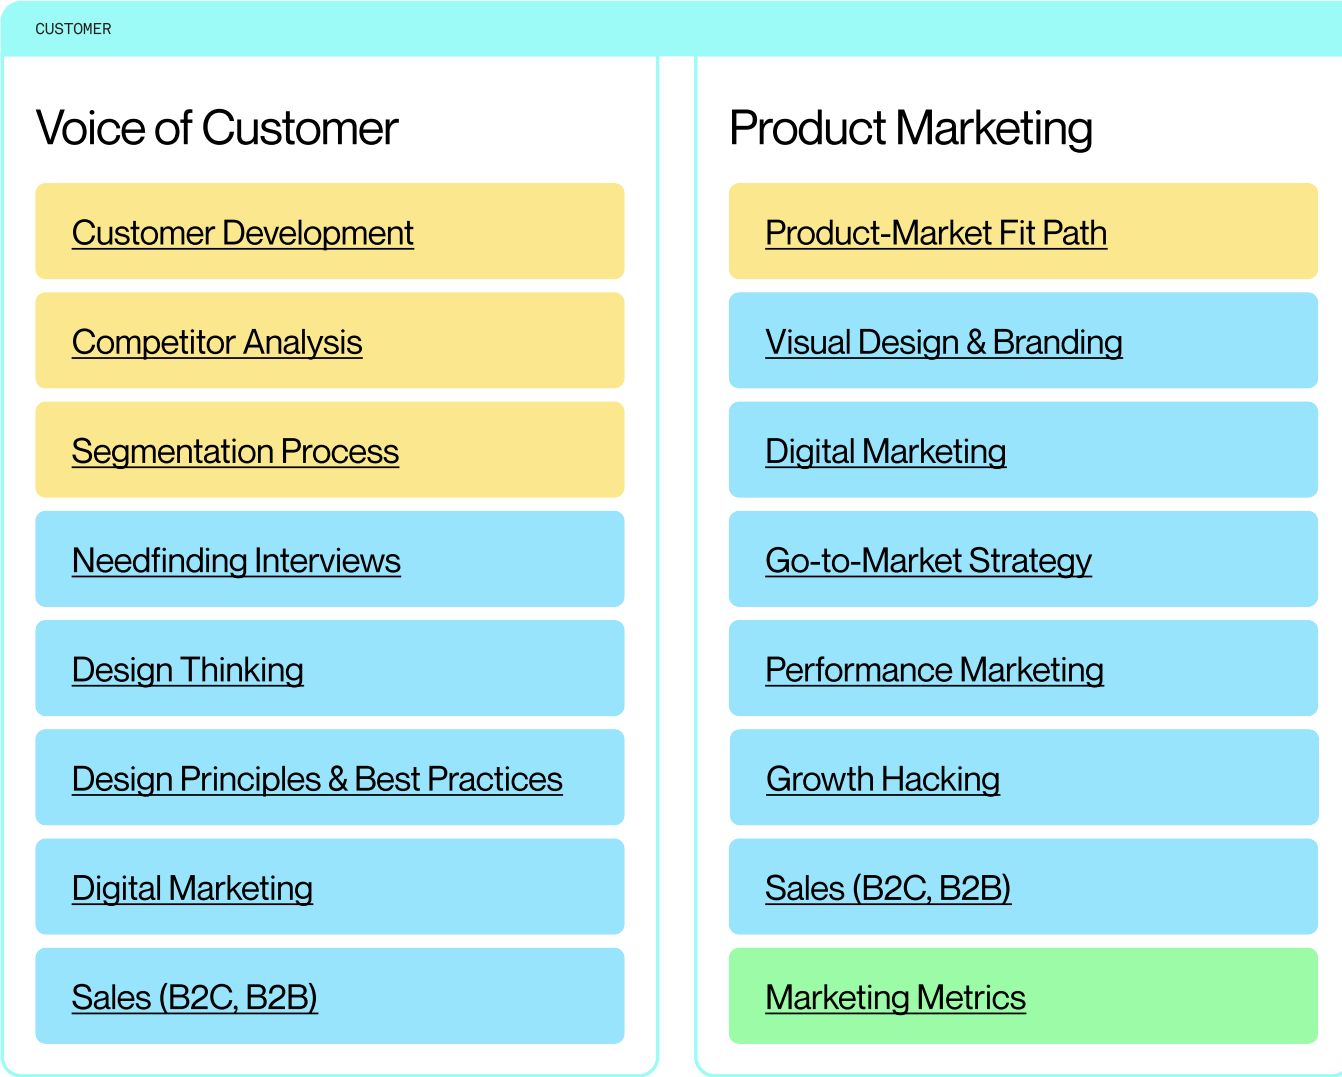 CUSTOMER
Voice of Customer
Customer Development
Competitor Analysis
Segmentation Process
Needfinding Interviews
Design Thinking
Design Principles & Best Practices
Digital Marketing
Sales (B2C, B2B)
Product Marketing
Product-Market Fit Path
Visual Design & Branding
Digital Marketing
Go-to-Market Strategy
Performance Marketing
Growth Hacking
Sales (B2C, B2B)
Marketing Metrics